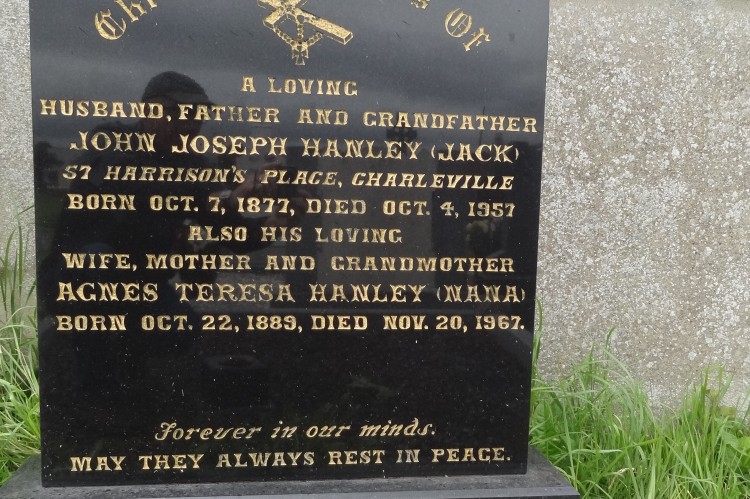 Of
A LOVING
HUSBAND, FATHER AND GRANDFATHER
JOHN JOSEPH HANLEY (JACK)
57 HARRISON'S PLACE, CHARLEVILLE
BORN OCT. 7, 1877, DIED OCT. 4, 1957
ALSO HIS LOVING
WIFE, MOTHER AND GRANDMOTHER
AGNES TERESA HANLEY (NANA)
BORN OCT. 22, 1889, DIED NOV. 20, 1967.
Forever in our minds.
MAY THEY ALWAYS REST IN PEACE.